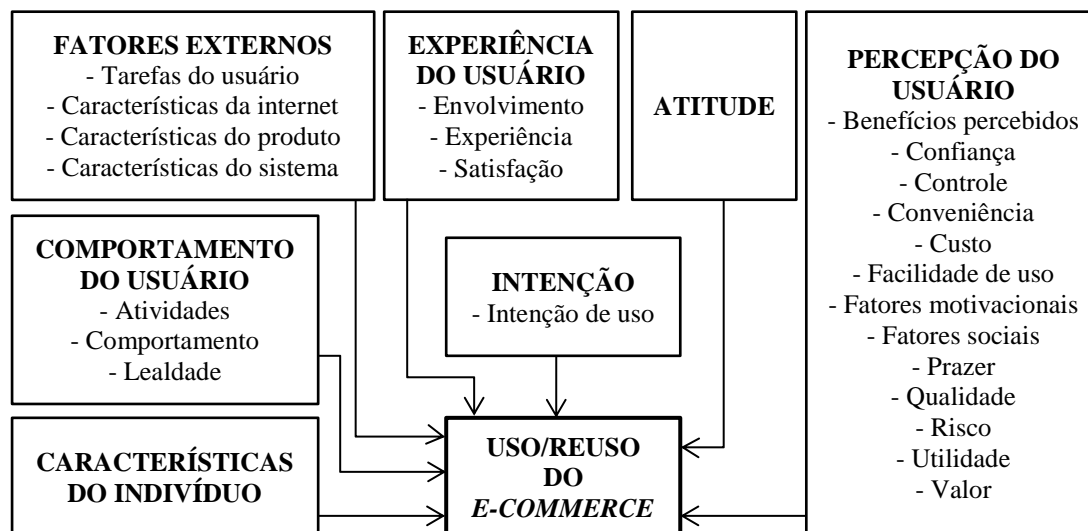 FATORES EXTERNOS
- Tarefas do usuário
- Características da internet
- Características do produto
- Características do sistema
EXPERIÊNCIA
DO USUÁRIO
- Envolvimento
- Experiência
- Satisfação
ATITUDE
PERCEPÇÃO DO
USUÁRIO
- Benefícios percebidos
- Confiança
- Controle
- Conveniência
- Custo
- Facilidade de uso
- Fatores motivacionais
- Fatores sociais
- Prazer
- Qualidade
- Risco
- Utilidade
- Valor
COMPORTAMENTO
DO USUÁRIO
- Atividades
- Comportamento
- Lealdade
INTENÇÃO
- Intenção de uso
CARACTERÍSTICAS
DO INDIVÍDUO
USO/REUSO
DO
E-COMMERCE